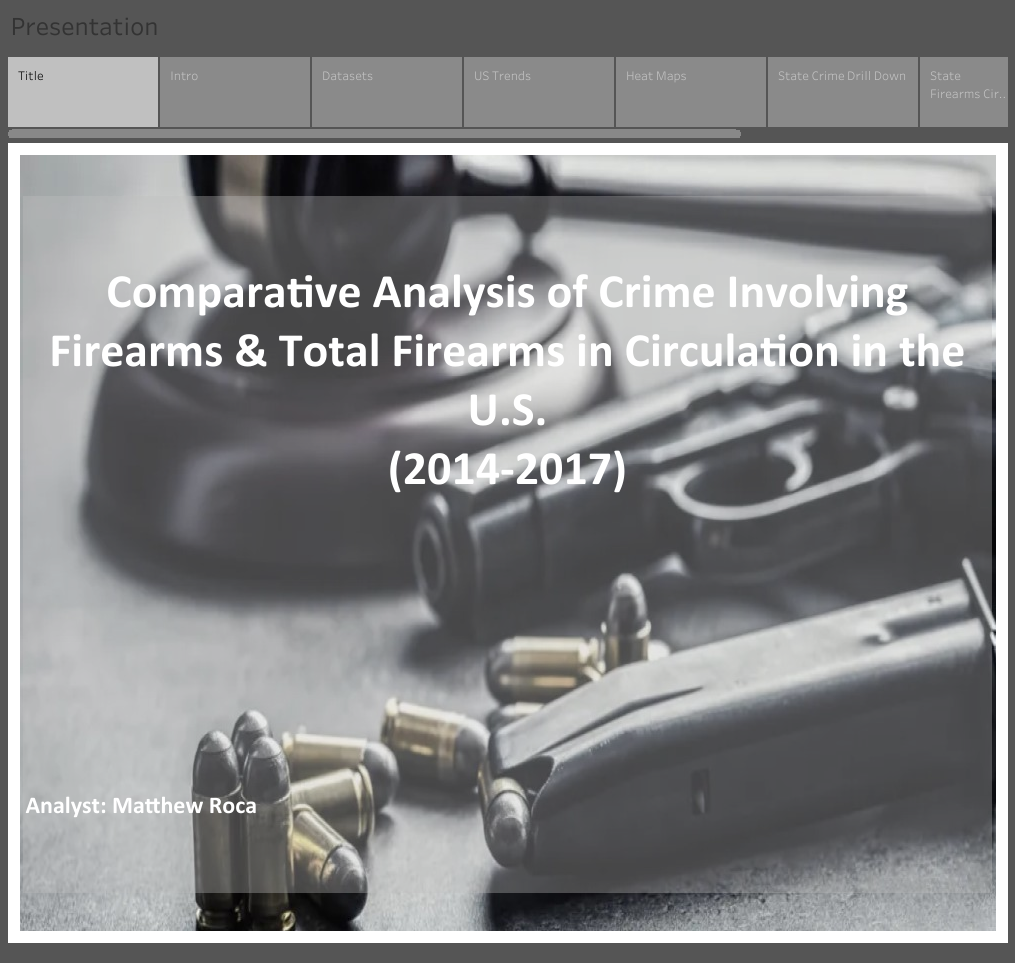 Presentation
Title
Intro
Datasets
US Trends
Heat Maps
State Crime Drill Down
State
Firearms Cir..
Comparative Analysis of Crime Involving
Firearms & Total Firearms in Circulation in the
U.S.
(2014-2017)
Analyst: Matthew Roca